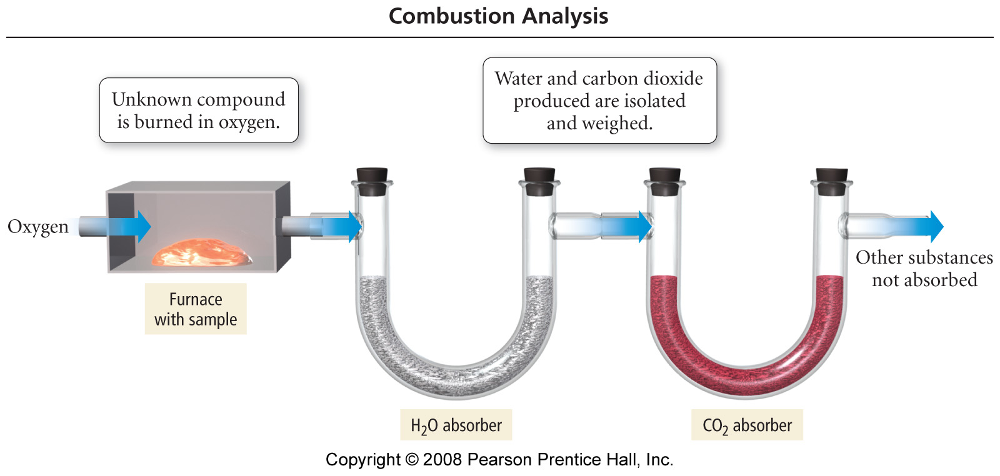 Combustion Analysis
Unknown compound
is burned in oxygen.
Water and carbon dioxide
produced are isolated
and weighed.
Oxygen
Other substances
not absorbed
Furnace
with sample
H₂O absorber
CO₂ absorber
Copyright © 2008 Pearson Prentice Hall, Inc.